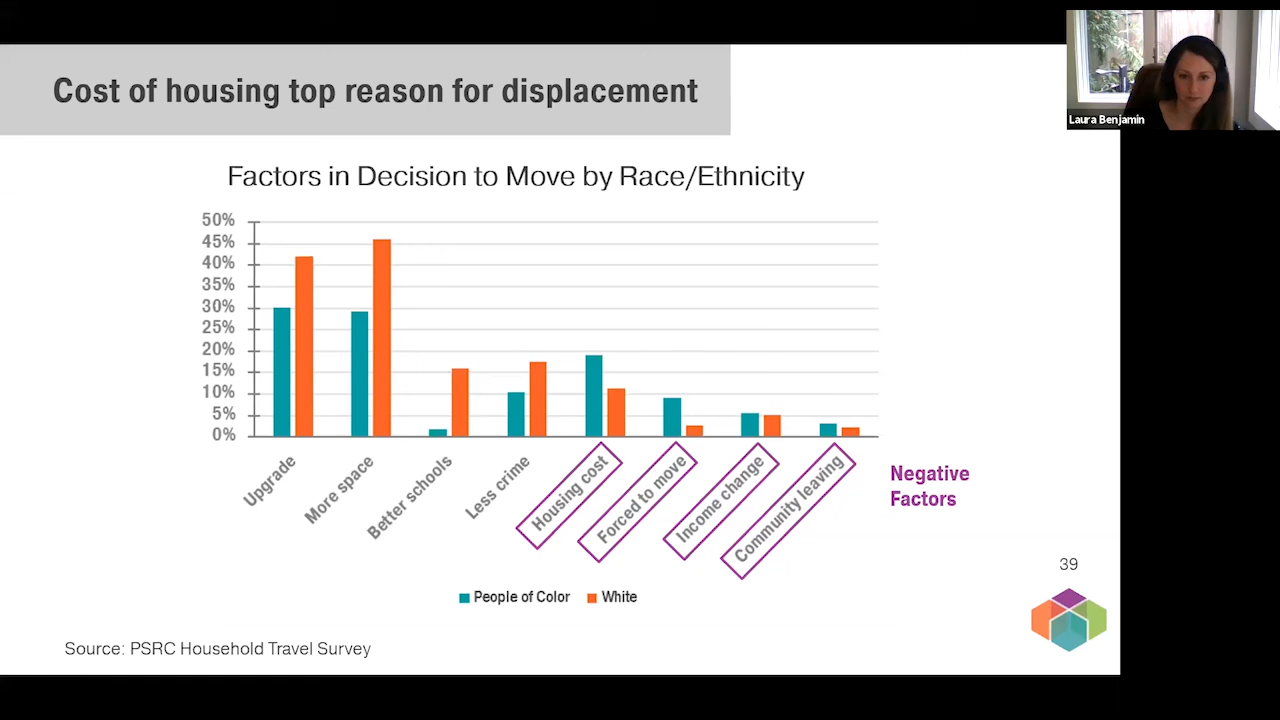 Cost of housing top reason for displacement
Laura Benjamin
Factors in Decision to Move by Race/Ethnicity
50%
45%
40%
35%
30%
25%
20%
15%
10%
5%
0%
Upgrade
More space
Better schools
Less crime
Housing cost
Forced to move
Income change
Community leaving
Negative
Factors
People of Color
White
39
Source: PSRC Household Travel Survey